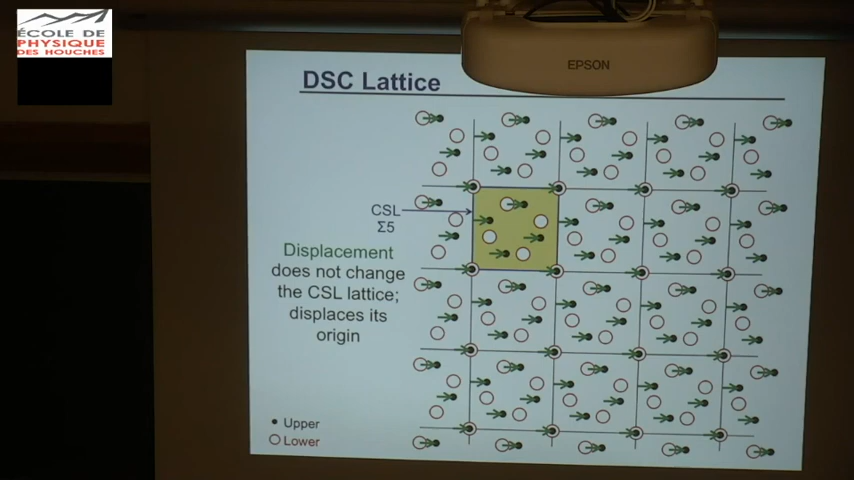 ÉCOLE DE
PHYSIQUE
DES HOUCHES
EPSON
DSC Lattice
CSL
Σ5
Displacement
does not change
the CSL lattice;
displaces its
origin
Upper
Lower